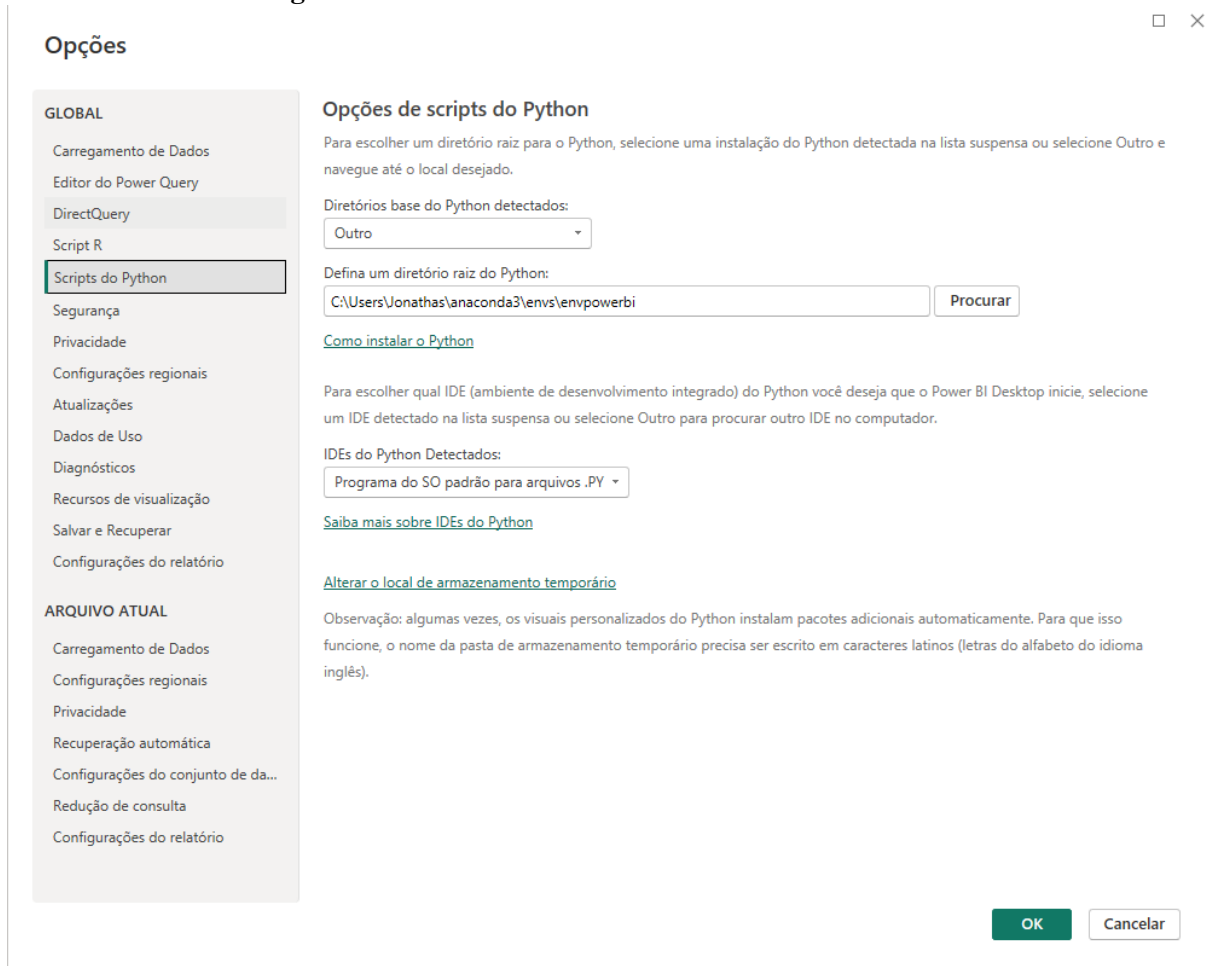 Opções
GLOBAL
Carregamento de Dados
Editor do Power Query
DirectQuery
Script R
Scripts do Python
Segurança
Privacidade
Configurações regionais
Atualizações
Dados de Uso
Diagnósticos
Recursos de visualização
Salvar e Recuperar
Configurações do relatório
ARQUIVO ATUAL
Carregamento de Dados
Configurações regionais
Privacidade
Recuperação automática
Configurações do conjunto de da...
Redução de consulta
Configurações do relatório
Opções de scripts do Python
Para escolher um diretório raiz para o Python, selecione uma instalação do Python detectada na lista suspensa ou selecione Outro e
navegue até o local desejado.
Diretórios base do Python detectados:
Outro
Defina um diretório raiz do Python:
C:\Users\Jonathas\anaconda3\envs\envpowerbi
Procurar
Como instalar o Python
Para escolher qual IDE (ambiente de desenvolvimento integrado) do Python você deseja que o Power BI Desktop inicie, selecione
um IDE detectado na lista suspensa ou selecione Outro para procurar outro IDE no computador.
IDEs do Python Detectados:
Programa do SO padrão para arquivos .PY
Saiba mais sobre IDEs do Python
Alterar o local de armazenamento temporário
Observação: algumas vezes, os visuais personalizados do Python instalam pacotes adicionais automaticamente. Para que isso
funcione, o nome da pasta de armazenamento temporário precisa ser escrito em caracteres latinos (letras do alfabeto do idioma
inglês).
OK
Cancelar